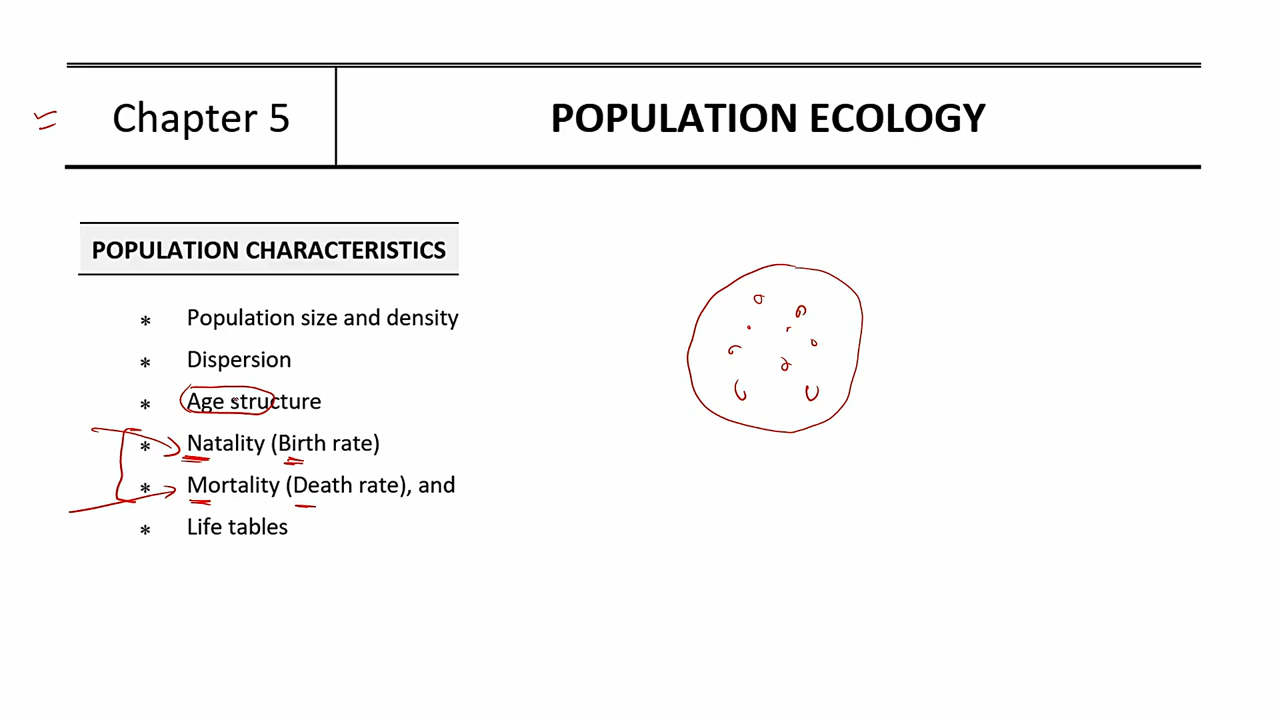 Chapter 5
POPULATION ECOLOGY
POPULATION CHARACTERISTICS
* Population size and density
* Dispersion
* Age structure
* Natality (Birth rate)
* Mortality (Death rate), and
* Life tables